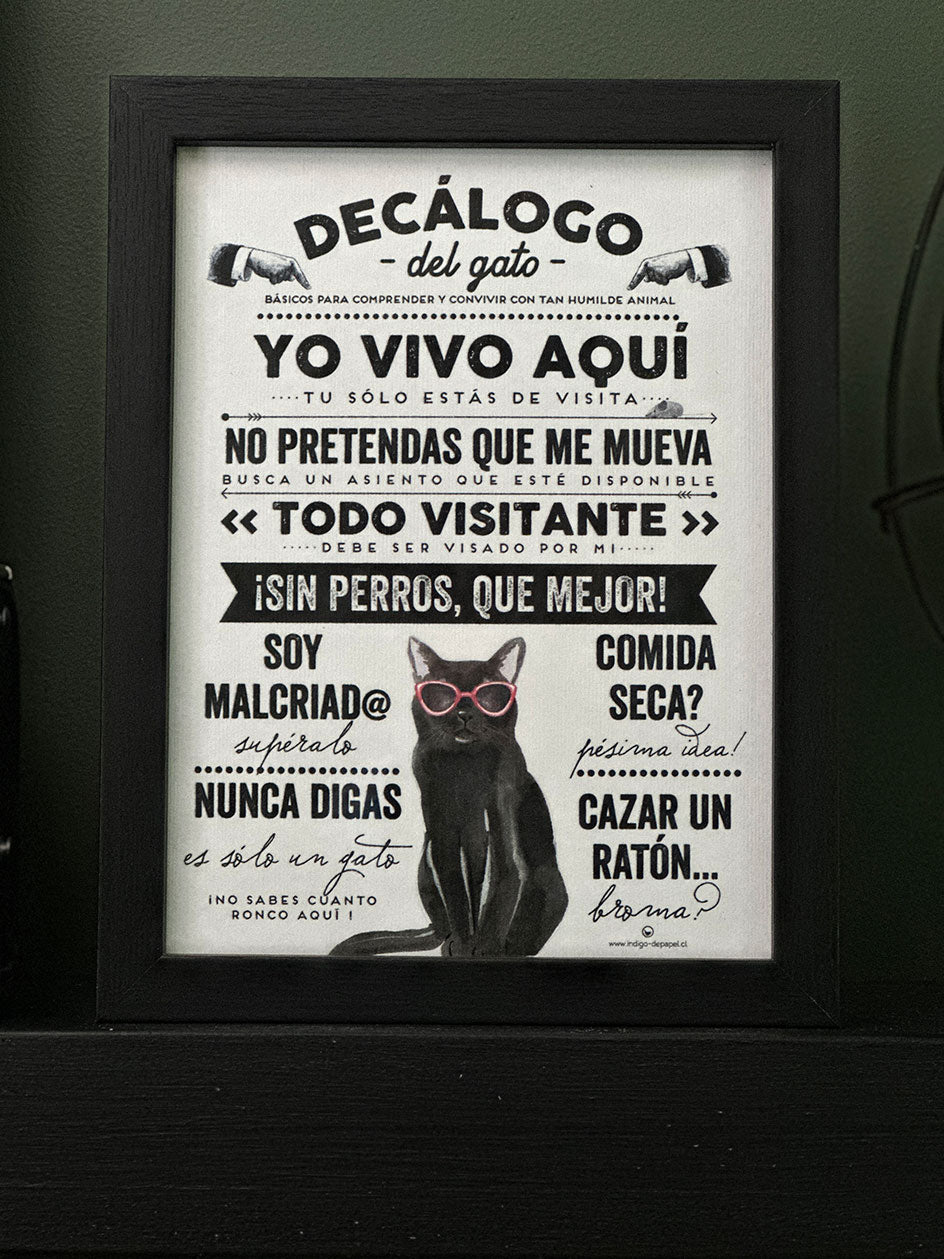 DECÁLOGO
- del gato -
BÁSICOS PARA COMPRENDER Y CONVIVIR CON TAN HUMILDE ANIMAL
YO VIVO AQUÍ
····TU SÓLO ESTÁS DE VISITA····
NO PRETENDAS QUE ME MUEVA
BUSCA UN ASIENTO QUE ESTÉ DISPONIBLE
<< TODO VISITANTE >>
·····DEBE SER VISADO POR MI·····
¡SIN PERROS, QUE MEJOR!
SOY
MALCRIAD@
supéralo
NUNCA DIGAS
es sólo un gato
¡NO SABES CUANTO
RONCO AQUÍ !
COMIDA
SECA?
pésima idea!
CAZAR UN
RATÓN...
broma?
www.indigo-depapel.cl